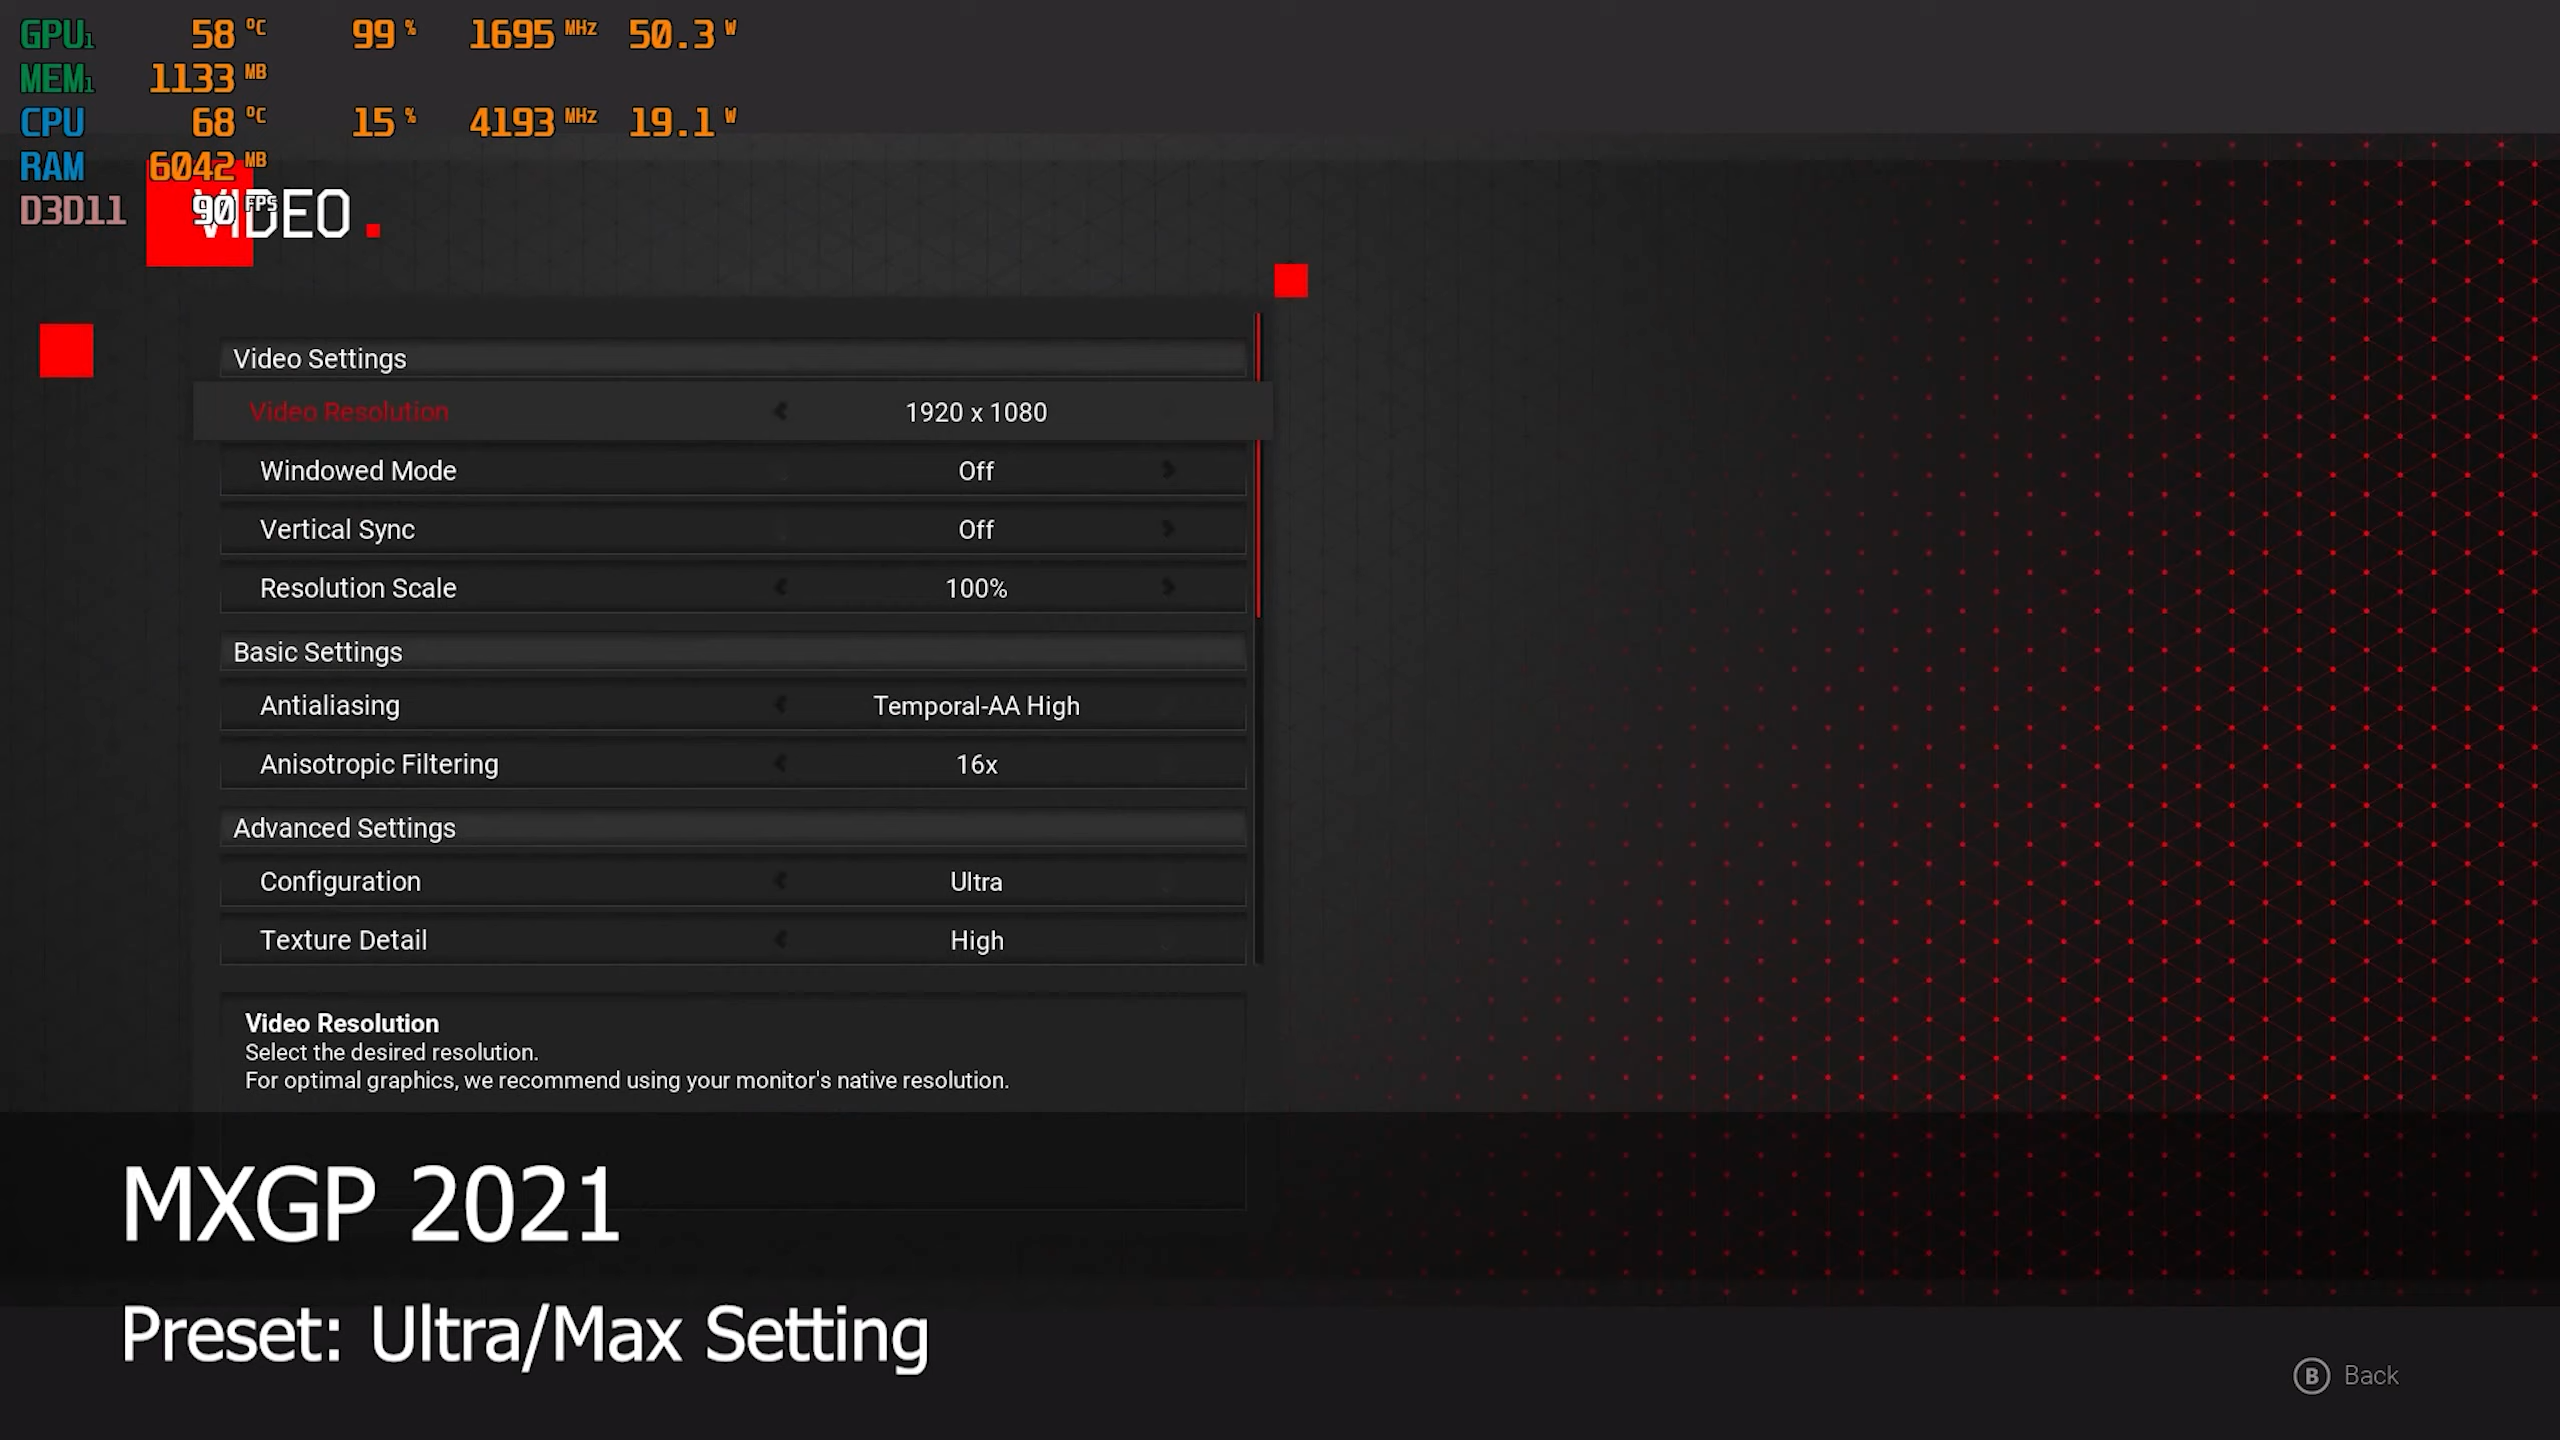 GPU1 58 °C 99 % 1695 MHz 50.3 W
MEM1 1133 MB
CPU 68 °C 15 % 4193 MHz 19.1 W
RAM 6042 MB
D3D11 90 FPS
VIDEO
Video Settings
Video Resolution 1920 x 1080
Windowed Mode Off
Vertical Sync Off
Resolution Scale 100%
Basic Settings
Antialiasing Temporal-AA High
Anisotropic Filtering 16x
Advanced Settings
Configuration Ultra
Texture Detail High
Video Resolution
Select the desired resolution.
For optimal graphics, we recommend using your monitor's native resolution.
MXGP 2021
Preset: Ultra/Max Setting
B Back